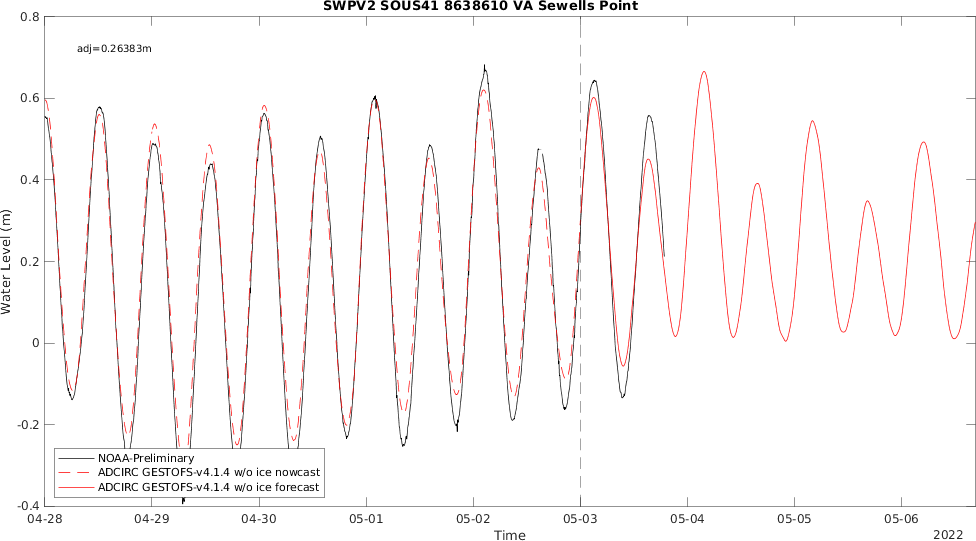 SWPV2 SOUS41 8638610 VA Sewells Point
adj=0.26383m
Water Level (m)
0.8
0.6
0.4
0.2
0
-0.2
-0.4
NOAA-Preliminary
ADCIRC GESTOFS-v4.1.4 w/o ice nowcast
ADCIRC GESTOFS-v4.1.4 w/o ice forecast
04-28 04-29 04-30 05-01 05-02 05-03 05-04 05-05 05-06
Time
2022